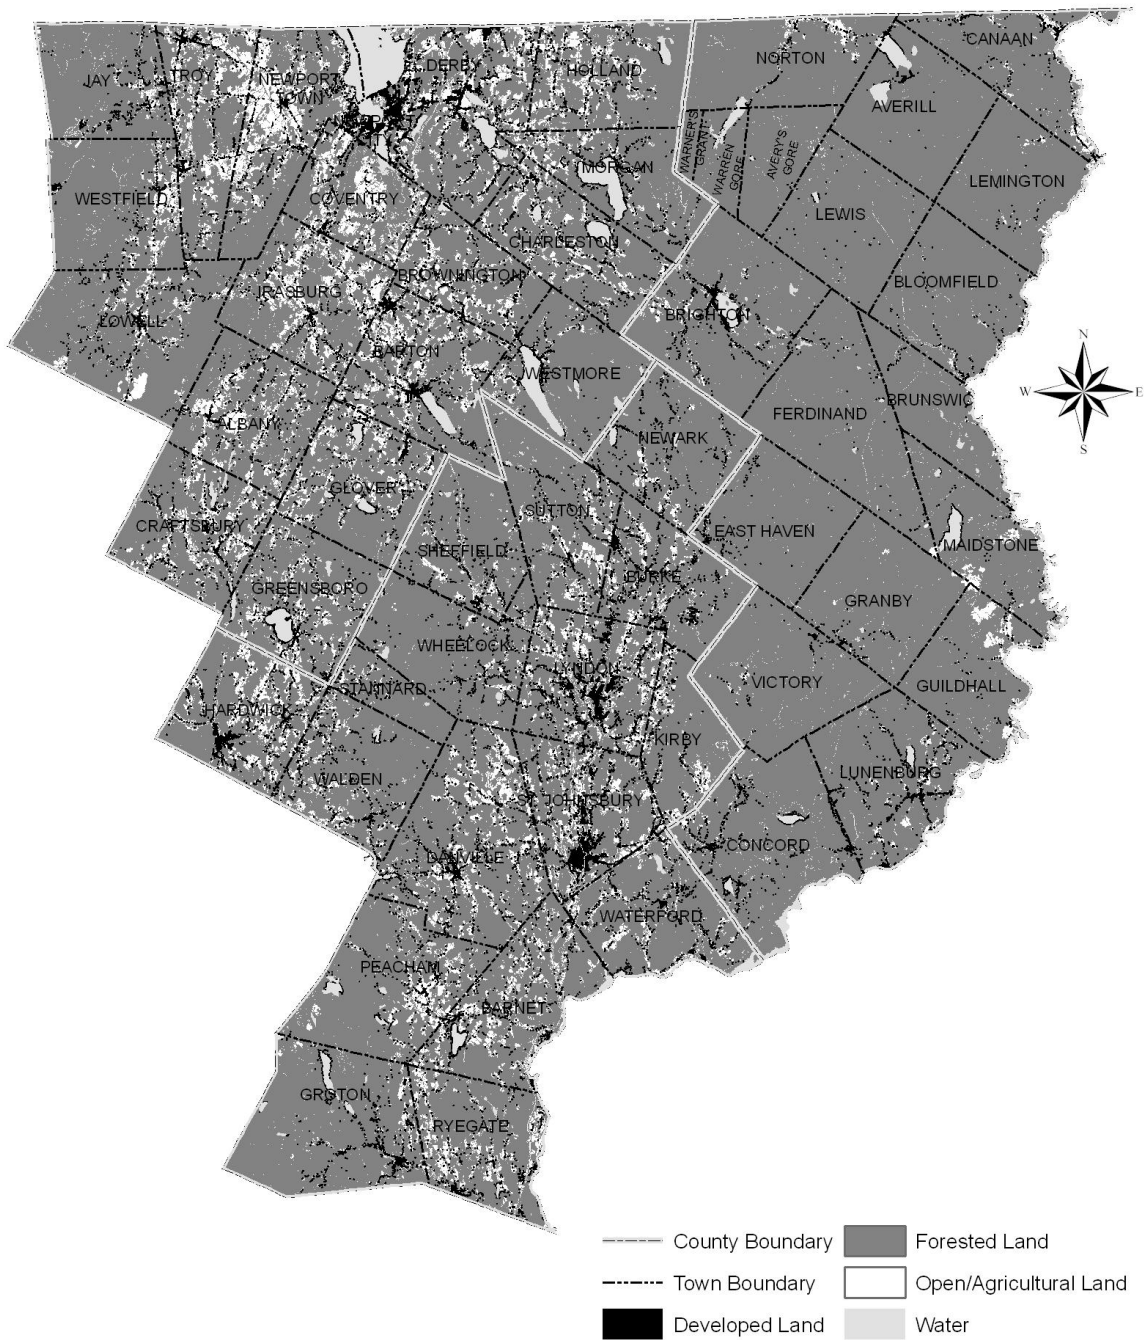 CANAAN
NORTON
DERBY
HOLLAND
TROY
JAY
NEWPORT
TOWN
AVERILL
WARNER'S
GRANT
WARREN
GORE
AVERY'S
GORE
MORGAN
LEMINGTON
WESTFIELD
COVENTRY
LEWIS
CHARLESTON
BROWNINGTON
BLOOMFIELD
IRASBURG
LOWELL
BRIGHTON
N
BARTON
WESTMORE
W
E
BRUNSWIC
FERDINAND
ALBANY
NEWARK
S
GLOVER
SUTTON
CRAFTSBURY
EAST HAVEN
SHEFFIELD
MAIDSTONE
BURKE
GREENSBORO
GRANBY
WHEELOCK
LYNDON
VICTORY
STANNARD
GUILDHALL
HARDWICK
KIRBY
WALDEN
LUNENBURG
ST. JOHNSBURY
DANVILLE
CONCORD
WATERFORD
PEACHAM
BARNET
GROTON
RYEGATE
County Boundary
Forested Land
Town Boundary
Open/Agricultural Land
Developed Land
Water